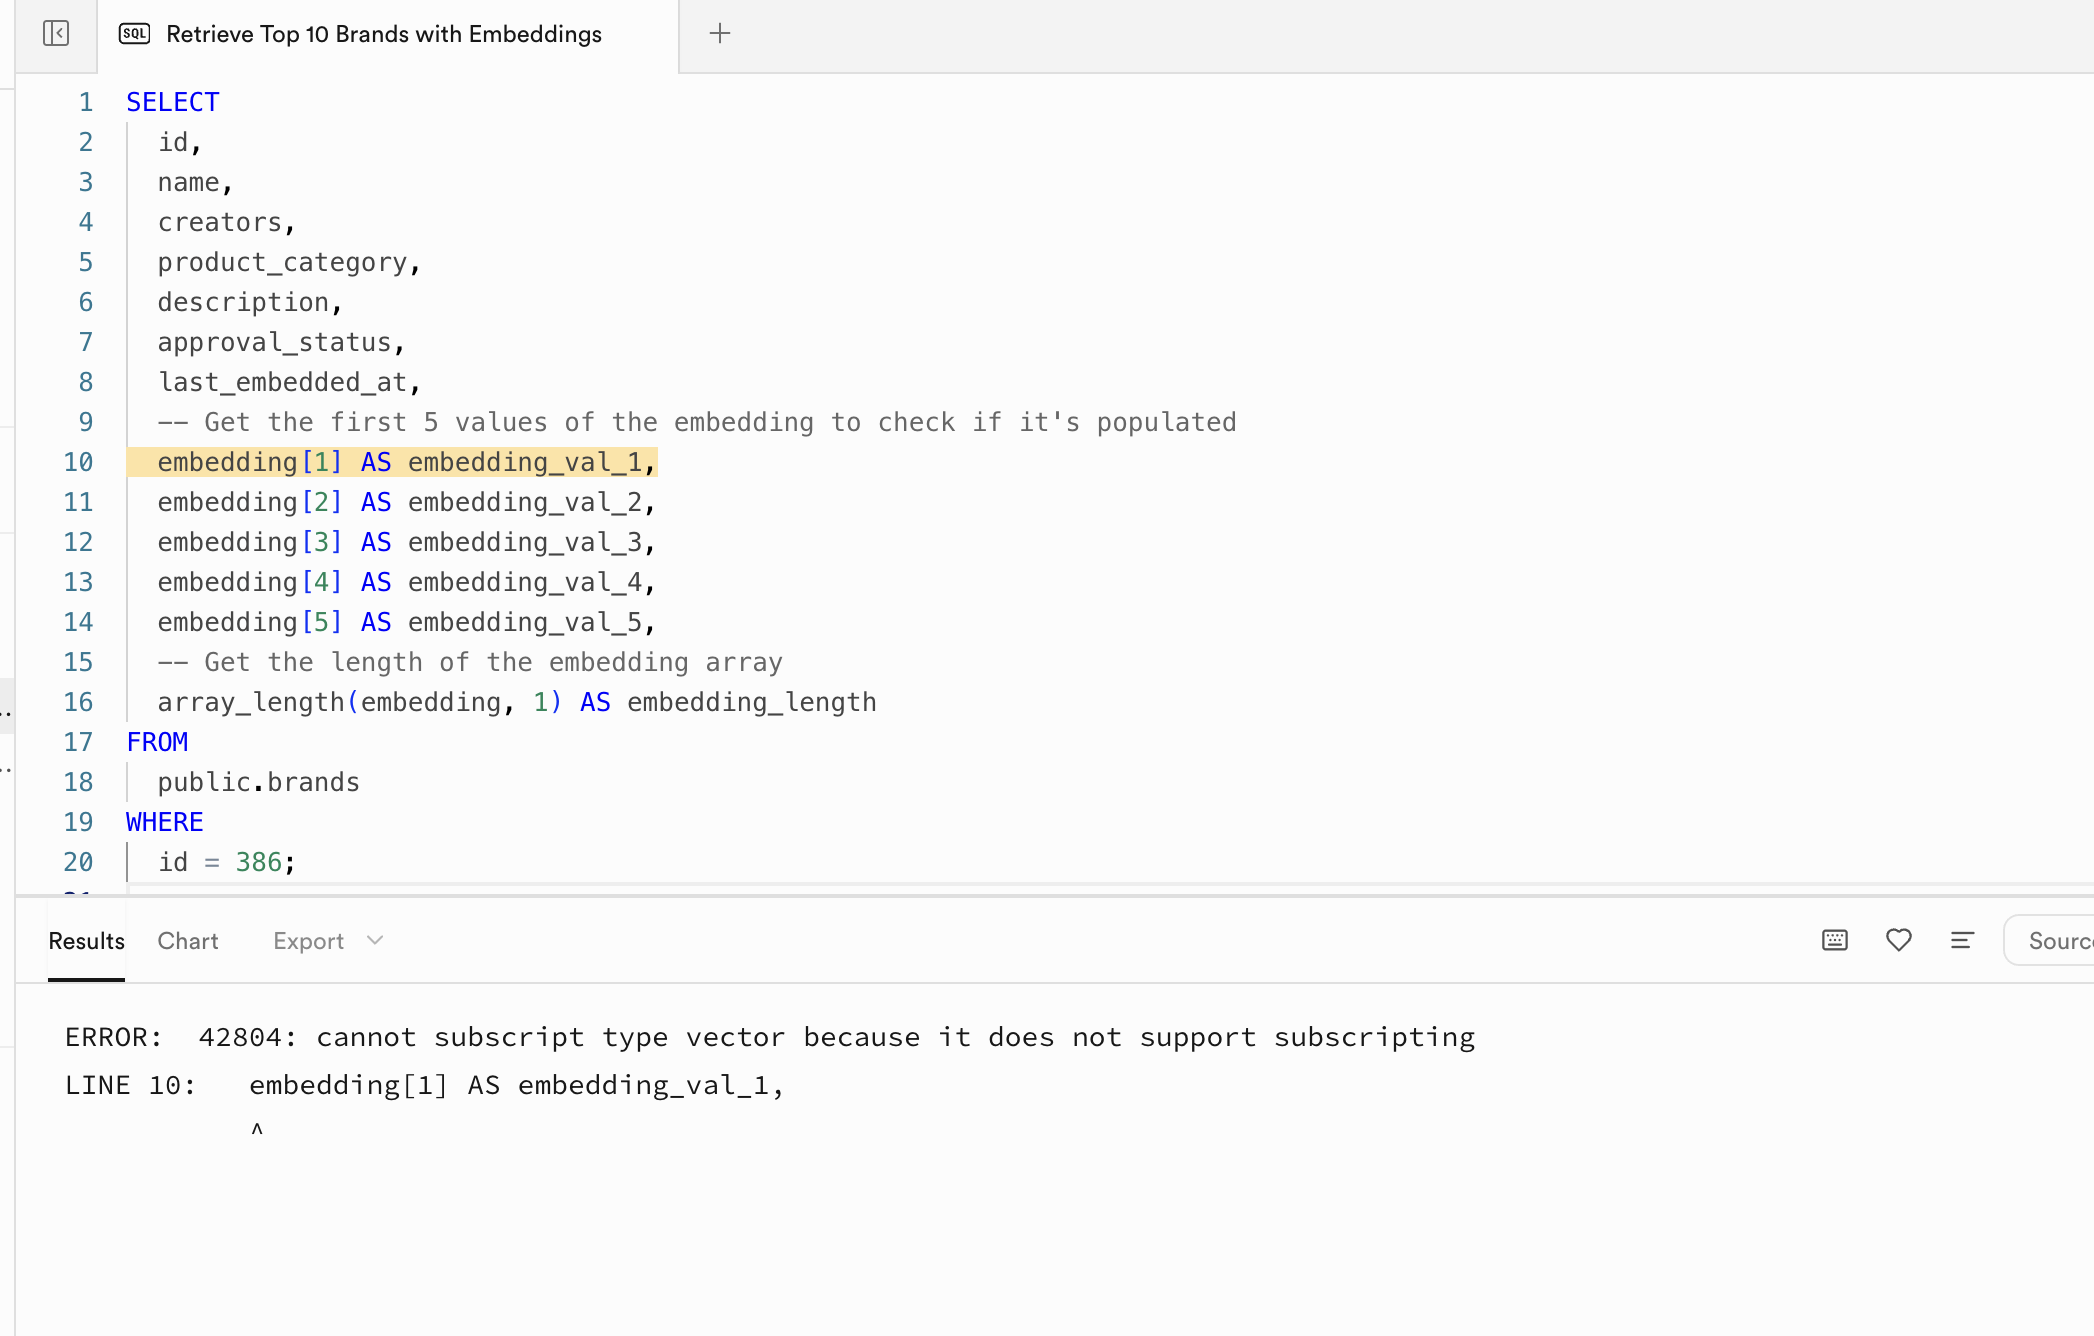 SQL Retrieve Top 10 Brands with Embeddings
1 SELECT
2 id,
3 name,
4 creators,
5 product_category,
6 description,
7 approval_status,
8 last_embedded_at,
9 -- Get the first 5 values of the embedding to check if it's populated
10 embedding[1] AS embedding_val_1,
11 embedding[2] AS embedding_val_2,
12 embedding[3] AS embedding_val_3,
13 embedding[4] AS embedding_val_4,
14 embedding[5] AS embedding_val_5,
15 -- Get the length of the embedding array
16 array_length(embedding, 1) AS embedding_length
17 FROM
18 public.brands
19 WHERE
20 id = 386;
Results Chart Export
ERROR: 42804: cannot subscript type vector because it does not support subscripting
LINE 10: embedding[1] AS embedding_val_1,
^